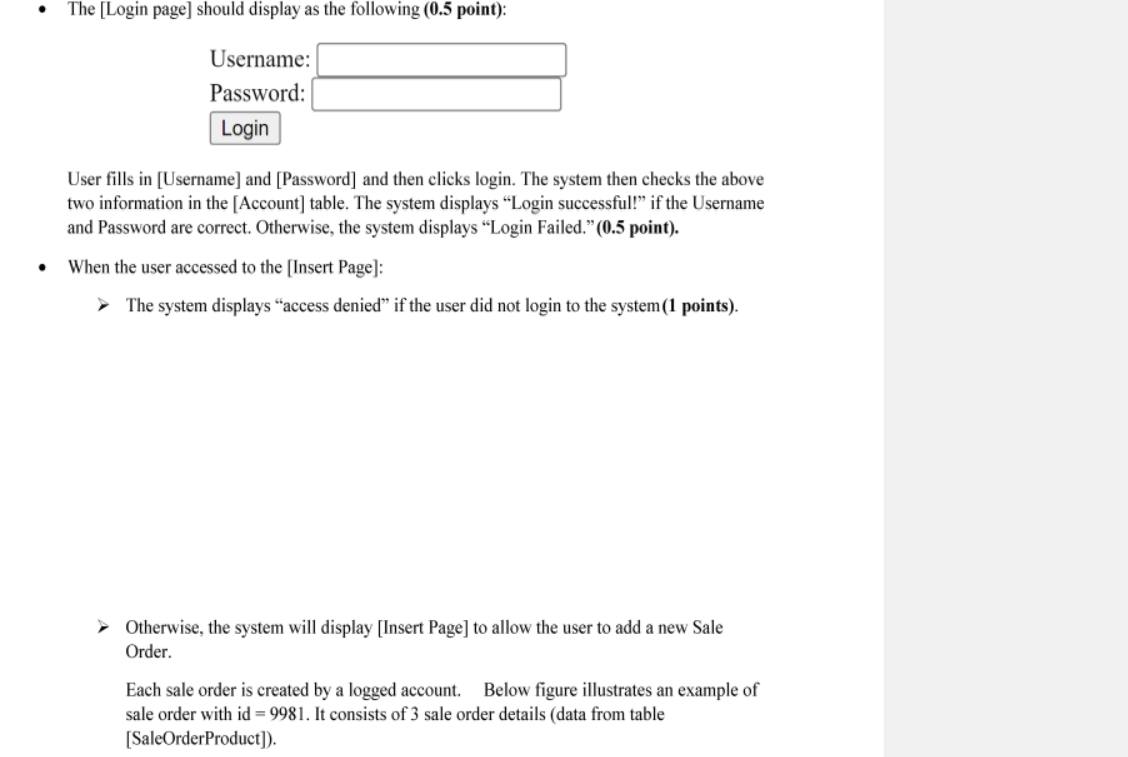 • The [Login page] should display as the following (0.5 point):
Username:
Password:
Login
User fills in [Username] and [Password] and then clicks login. The system then checks the above
two information in the [Account] table. The system displays “Login successful!” if the Username
and Password are correct. Otherwise, the system displays “Login Failed.”(0.5 point).
• When the user accessed to the [Insert Page]:
➢ The system displays “access denied” if the user did not login to the system(1 points).
➢ Otherwise, the system will display [Insert Page] to allow the user to add a new Sale
Order.
Each sale order is created by a logged account. Below figure illustrates an example of
sale order with id = 9981. It consists of 3 sale order details (data from table
[SaleOrderProduct]).